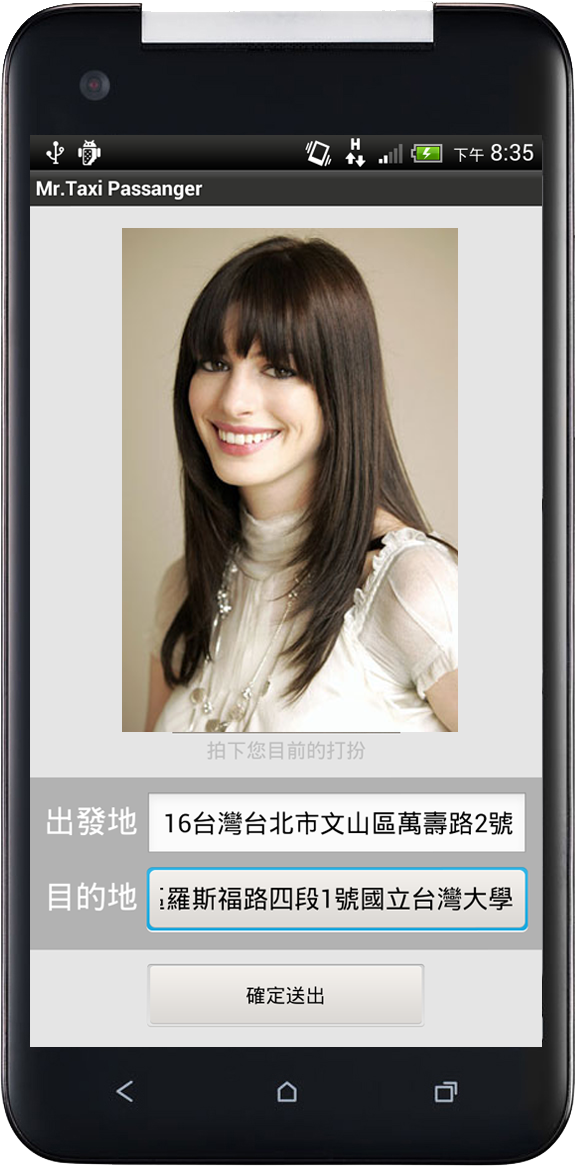 H
下午 8:35
Mr.Taxi Passanger
拍下您目前的打扮
出發地 16台灣台北市文山區萬壽路2號
目的地 羅斯福路四段1號國立台灣大學
確定送出